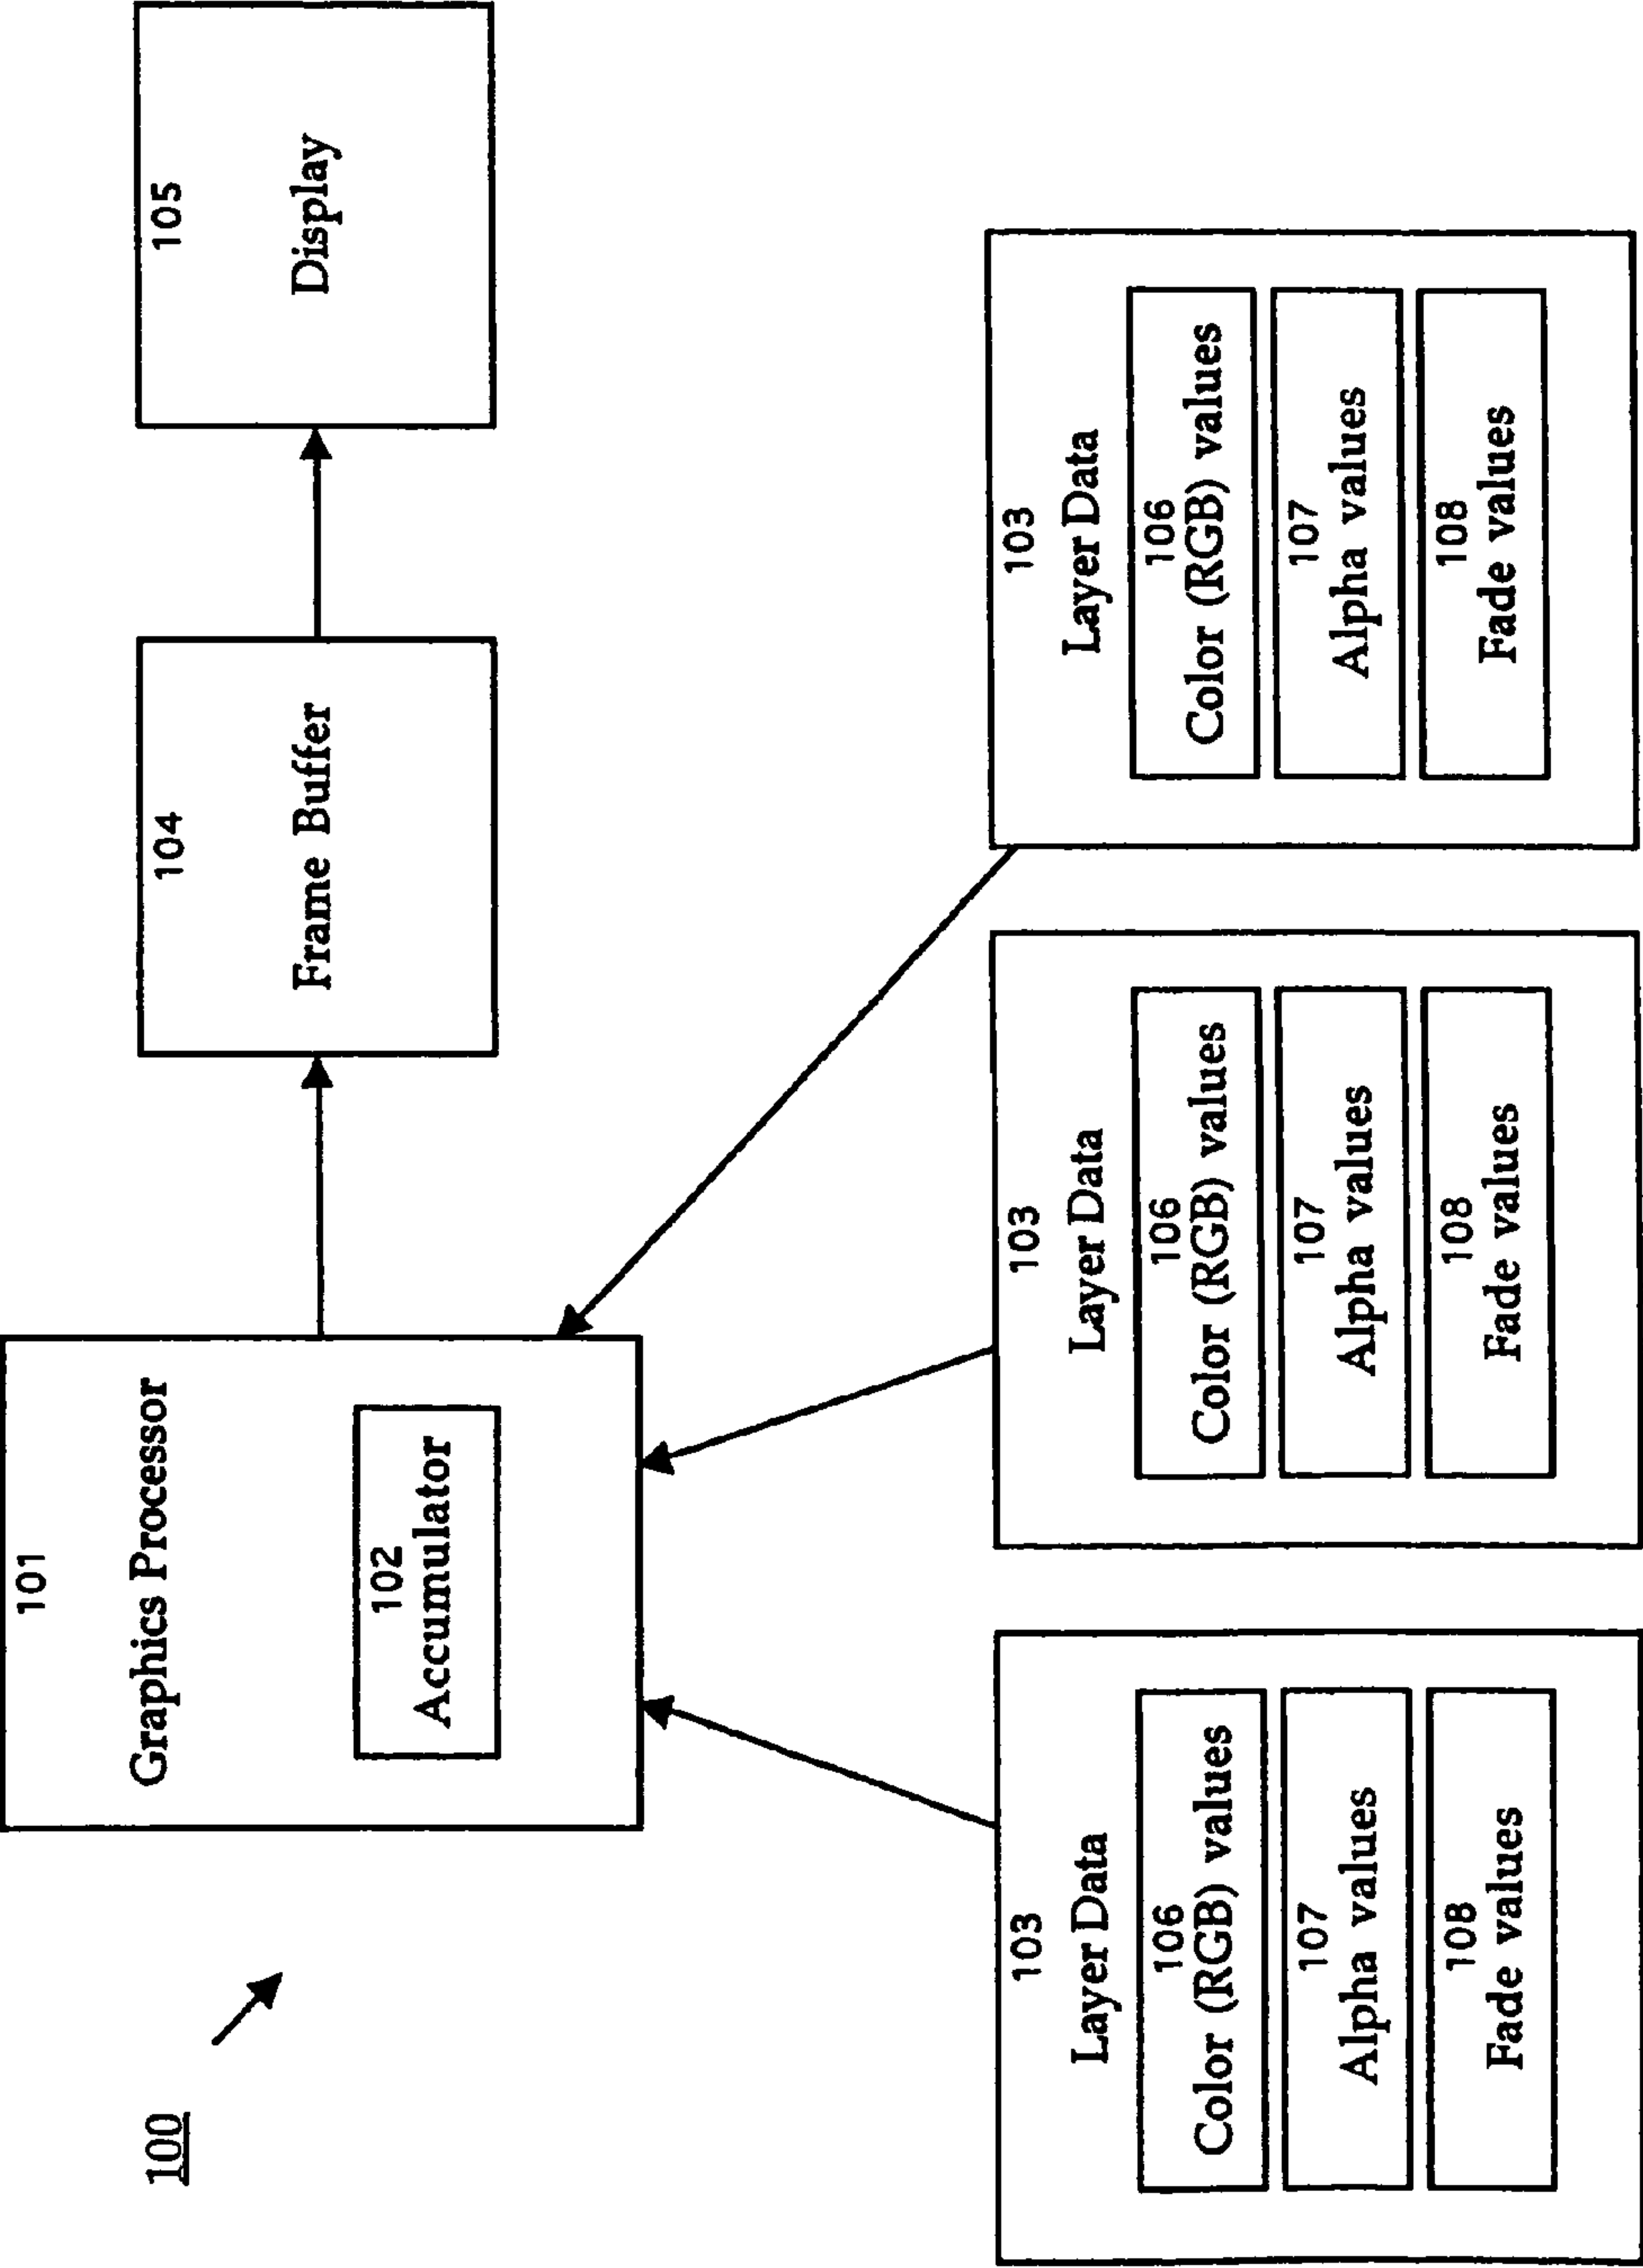 100
101
Graphics Processor
102
Accumulator
104
Frame Buffer
105
Display
103
Layer Data
106
Color (RGB) values
107
Alpha values
108
Fade values
103
Layer Data
106
Color (RGB) values
107
Alpha values
108
Fade values
103
Layer Data
106
Color (RGB) values
107
Alpha values
108
Fade values